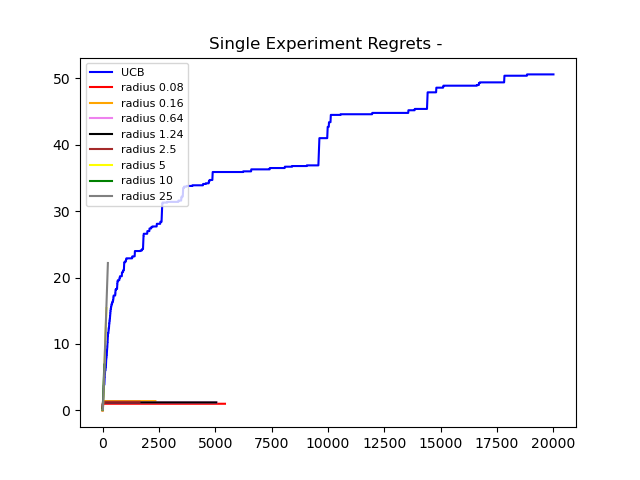 Single Experiment Regrets -
UCB
radius 0.08
radius 0.16
radius 0.64
radius 1.24
radius 2.5
radius 5
radius 10
radius 25
50
40
30
20
10
0
0 2500 5000 7500 10000 12500 15000 17500 20000